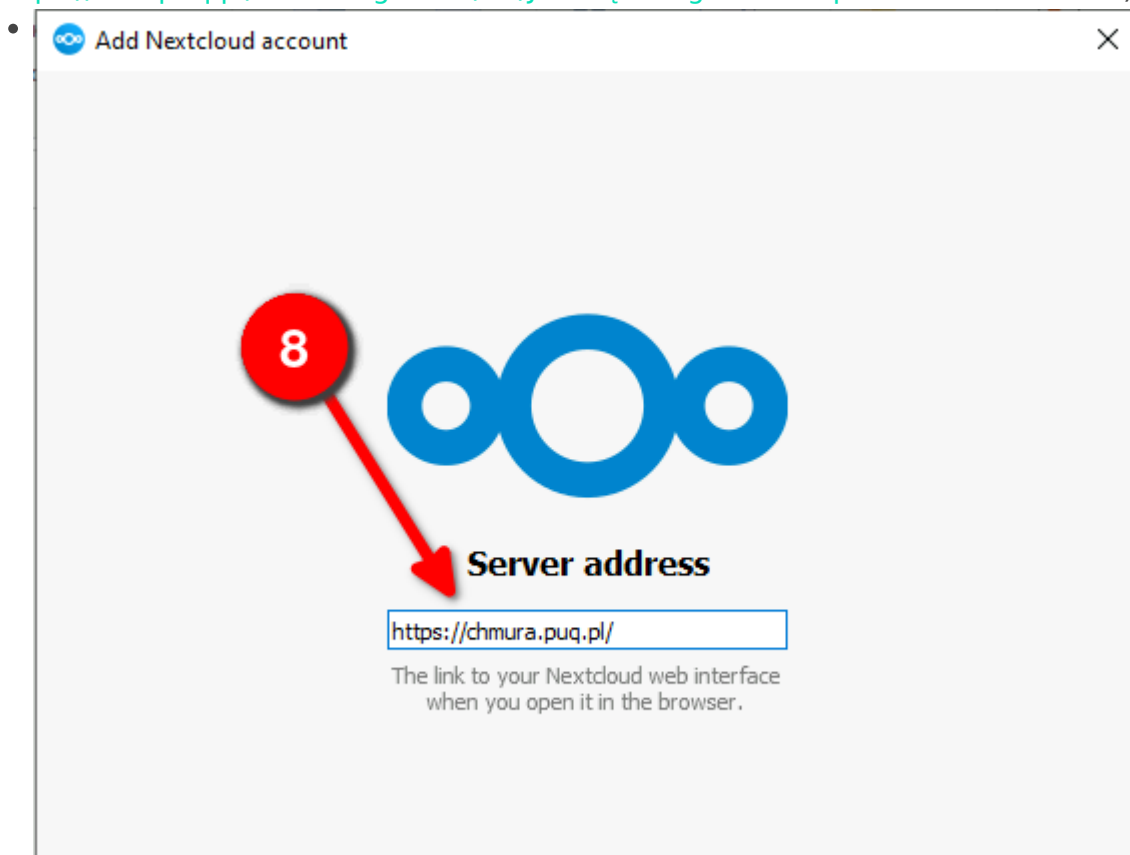 Add Nextcloud account
8
Server address
https://chmura.puq.pl/
The link to your Nextcloud web interface
when you open it in the browser.